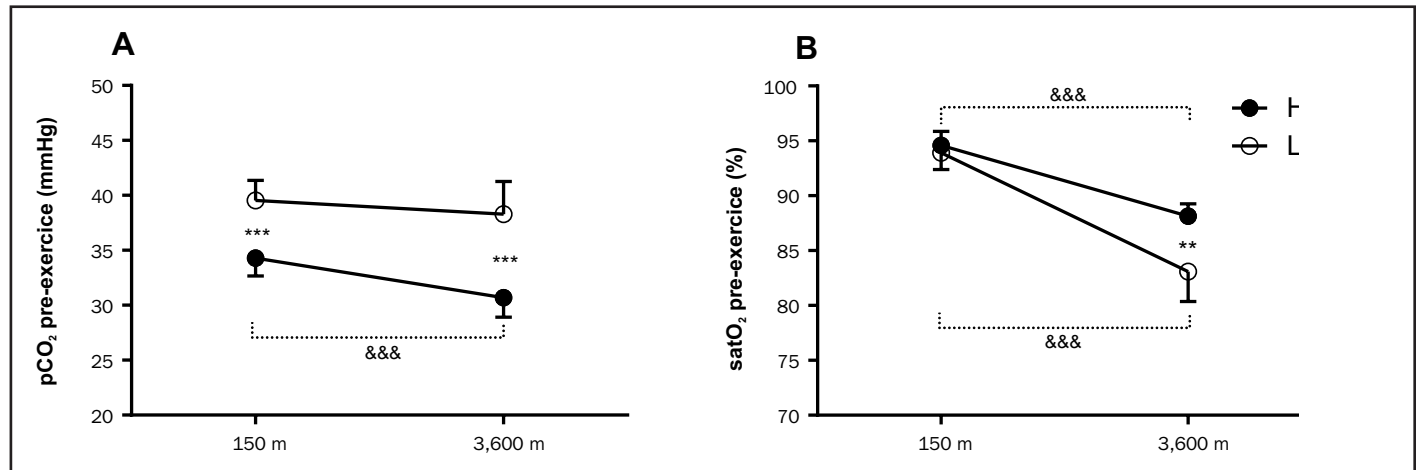 A
pCO₂ pre-exercice (mmHg)
50
45
40
35
30
25
20
***
***
&&&
150 m
3,600 m
B
satO₂ pre-exercice (%)
100
95
90
85
80
75
70
&&&
**
&&&
150 m
3,600 m
L